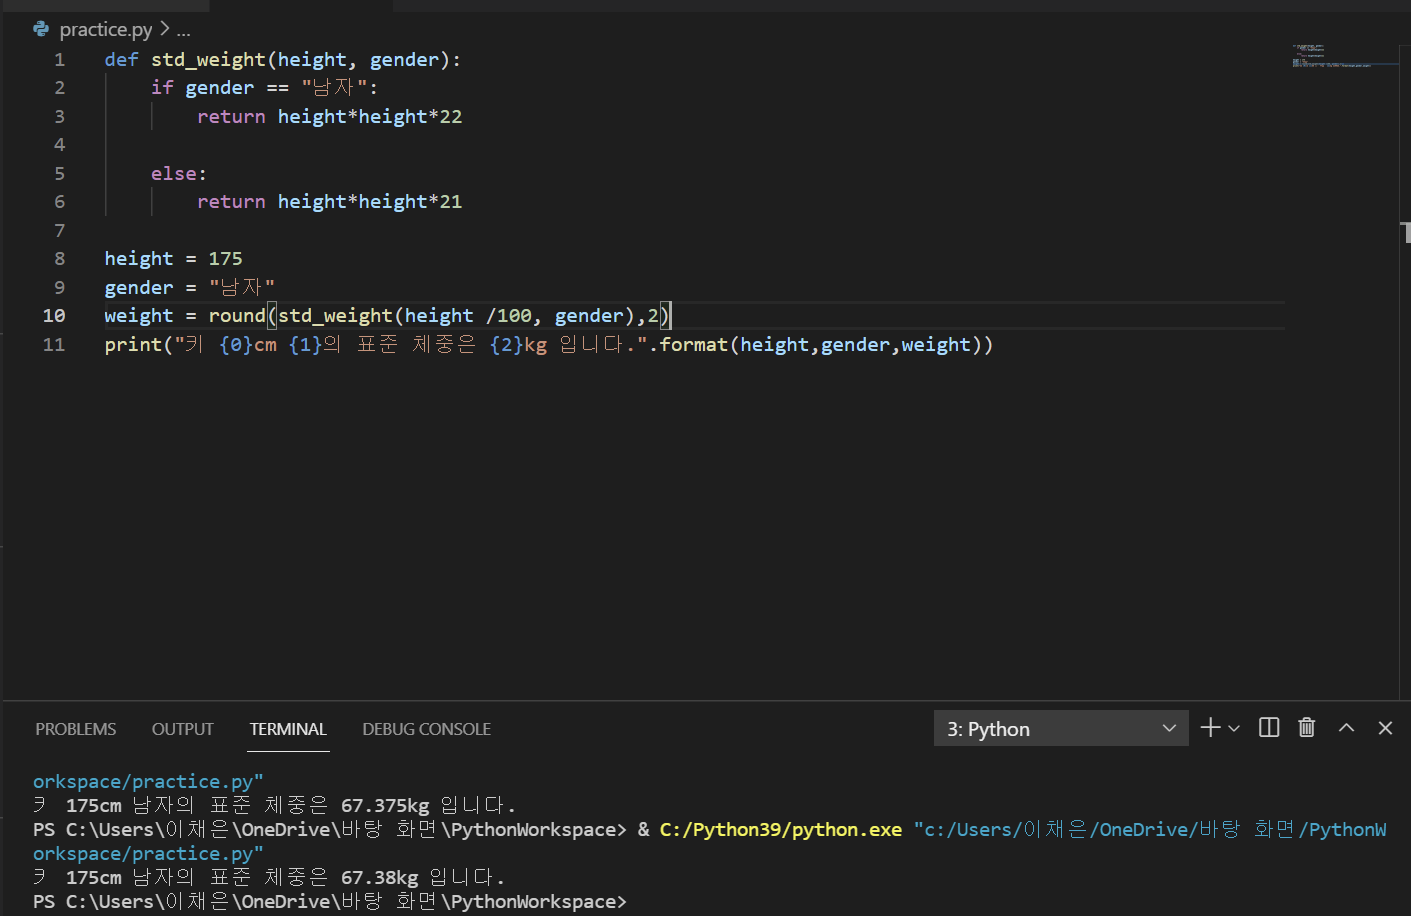 practice.py > ...
1 def std_weight(height, gender):
2     if gender == "남자":
3         return height*height*22
4
5     else:
6         return height*height*21
7
8 height = 175
9 gender = "남자"
10 weight = round(std_weight(height /100, gender),2)
11 print("키 {0}cm {1}의 표준 체중은 {2}kg 입니다.".format(height,gender,weight))
PROBLEMS OUTPUT TERMINAL DEBUG CONSOLE 3: Python
orkspace/practice.py"
키 175cm 남자의 표준 체중은 67.375kg 입니다.
PS C:\Users\이채은\OneDrive\바탕 화면\PythonWorkspace> & C:/Python39/python.exe "c:/Users/이채은/OneDrive/바탕 화면/PythonW
orkspace/practice.py"
키 175cm 남자의 표준 체중은 67.38kg 입니다.
PS C:\Users\이채은\OneDrive\바탕 화면\PythonWorkspace>